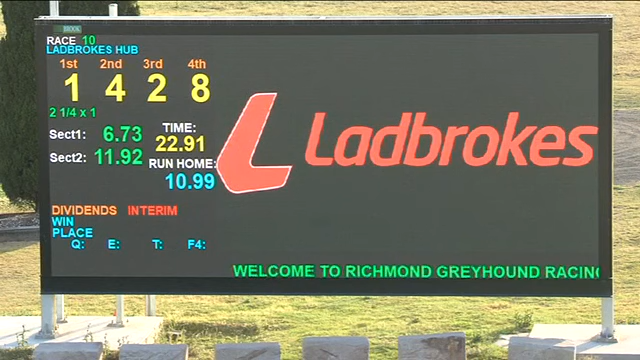 RACE 10
LADBROKES HUB
1st 2nd 3rd 4th
1 4 2 8
2 1/4 x 1
Sect1: 6.73
Sect2: 11.92
TIME:
22.91
RUN HOME:
10.99
Ladbrokes
DIVIDENDS INTERIM
WIN
PLACE
Q: E: T: F4:
WELCOME TO RICHMOND GREYHOUND RACING